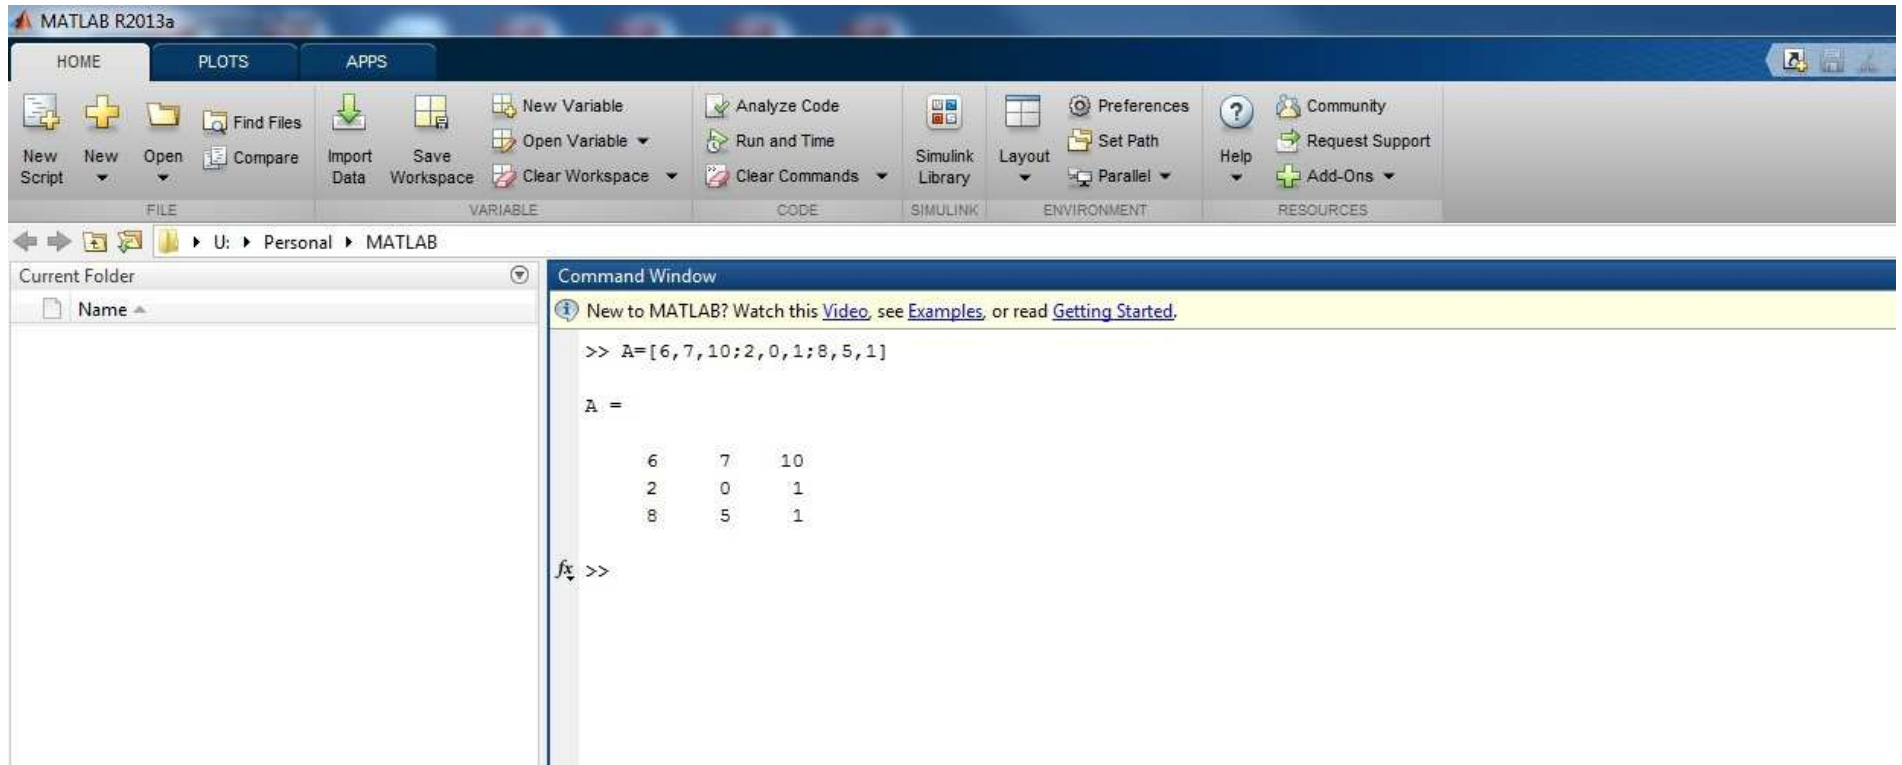 MATLAB R2013a
HOME PLOTS APPS
New Variable Analyze Code Preferences Community
Find Files Open Variable Run and Time Set Path Request Support
New New Open Compare Import Save Simulink Layout Help
Script Data Workspace Clear Workspace Clear Commands Library Parallel Add-Ons
FILE VARIABLE CODE SIMULINK ENVIRONMENT RESOURCES
U: Personal MATLAB
Current Folder Command Window
Name New to MATLAB? Watch this Video, see Examples, or read Getting Started.
>> A=[6,7,10;2,0,1;8,5,1]
A =
6 7 10
2 0 1
8 5 1
fx >>